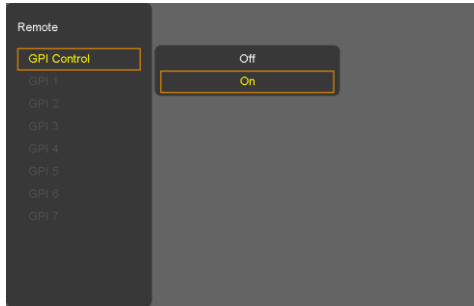 Remote
GPI Control
Off
On
GPI 1
GPI 2
GPI 3
GPI 4
GPI 5
GPI 6
GPI 7